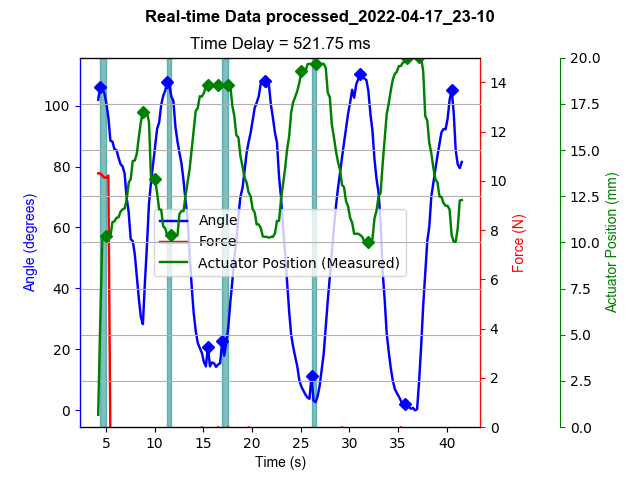 Real-time Data processed_2022-04-17_23-10
Time Delay = 521.75 ms
Angle (degrees)
100
80
60
40
20
0
Angle
Force
Actuator Position (Measured)
5 10 15 20 25 30 35 40
Time (s)
14
12
10
8
6
4
2
0
Force (N)
20.0
17.5
15.0
12.5
10.0
7.5
5.0
2.5
0.0
Actuator Position (mm)